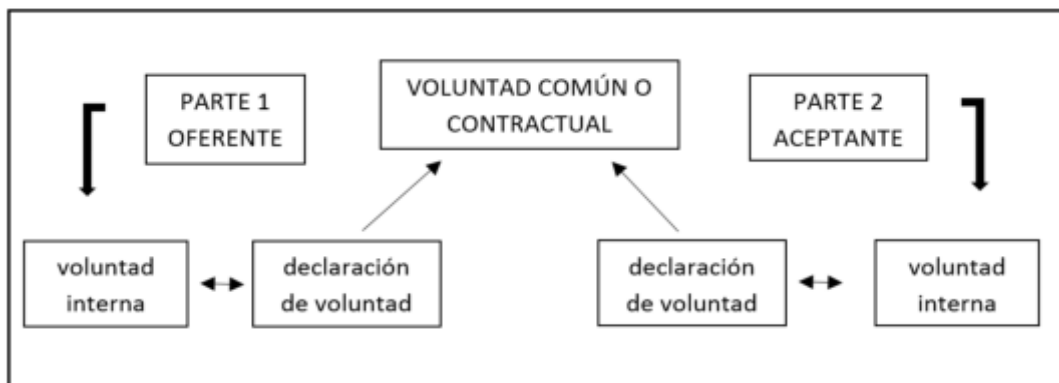 PARTE 1
OFERENTE
VOLUNTAD COMÚN O
CONTRACTUAL
PARTE 2
ACEPTANTE
voluntad
interna
declaración
de voluntad
declaración
de voluntad
voluntad
interna